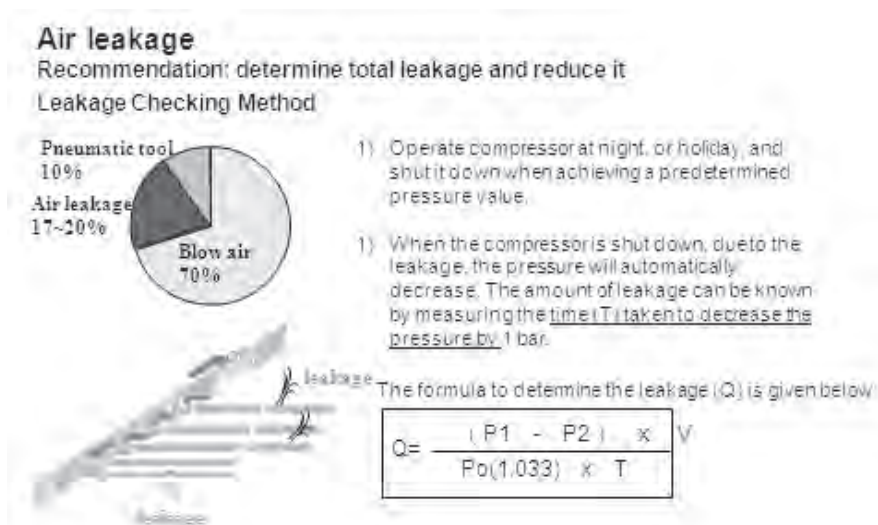 Air leakage
Recommendation: determine total leakage and reduce it
Leakage Checking Method
Pneumatic tool
10%
Air leakage
17~20%
Blow air
70%
1) Operate compressor at night, or holiday, and
shut it down when achieving a predetermined
pressure value.
1) When the compressor is shut down, due to the
leakage, the pressure will automatically
decrease. The amount of leakage can be known
by measuring the time (T) taken to decrease the
pressure by 1 bar.
leakage
The formula to determine the leakage (Q) is given below
Q= ( P1 - P2 ) x V
Po(1.033) x T